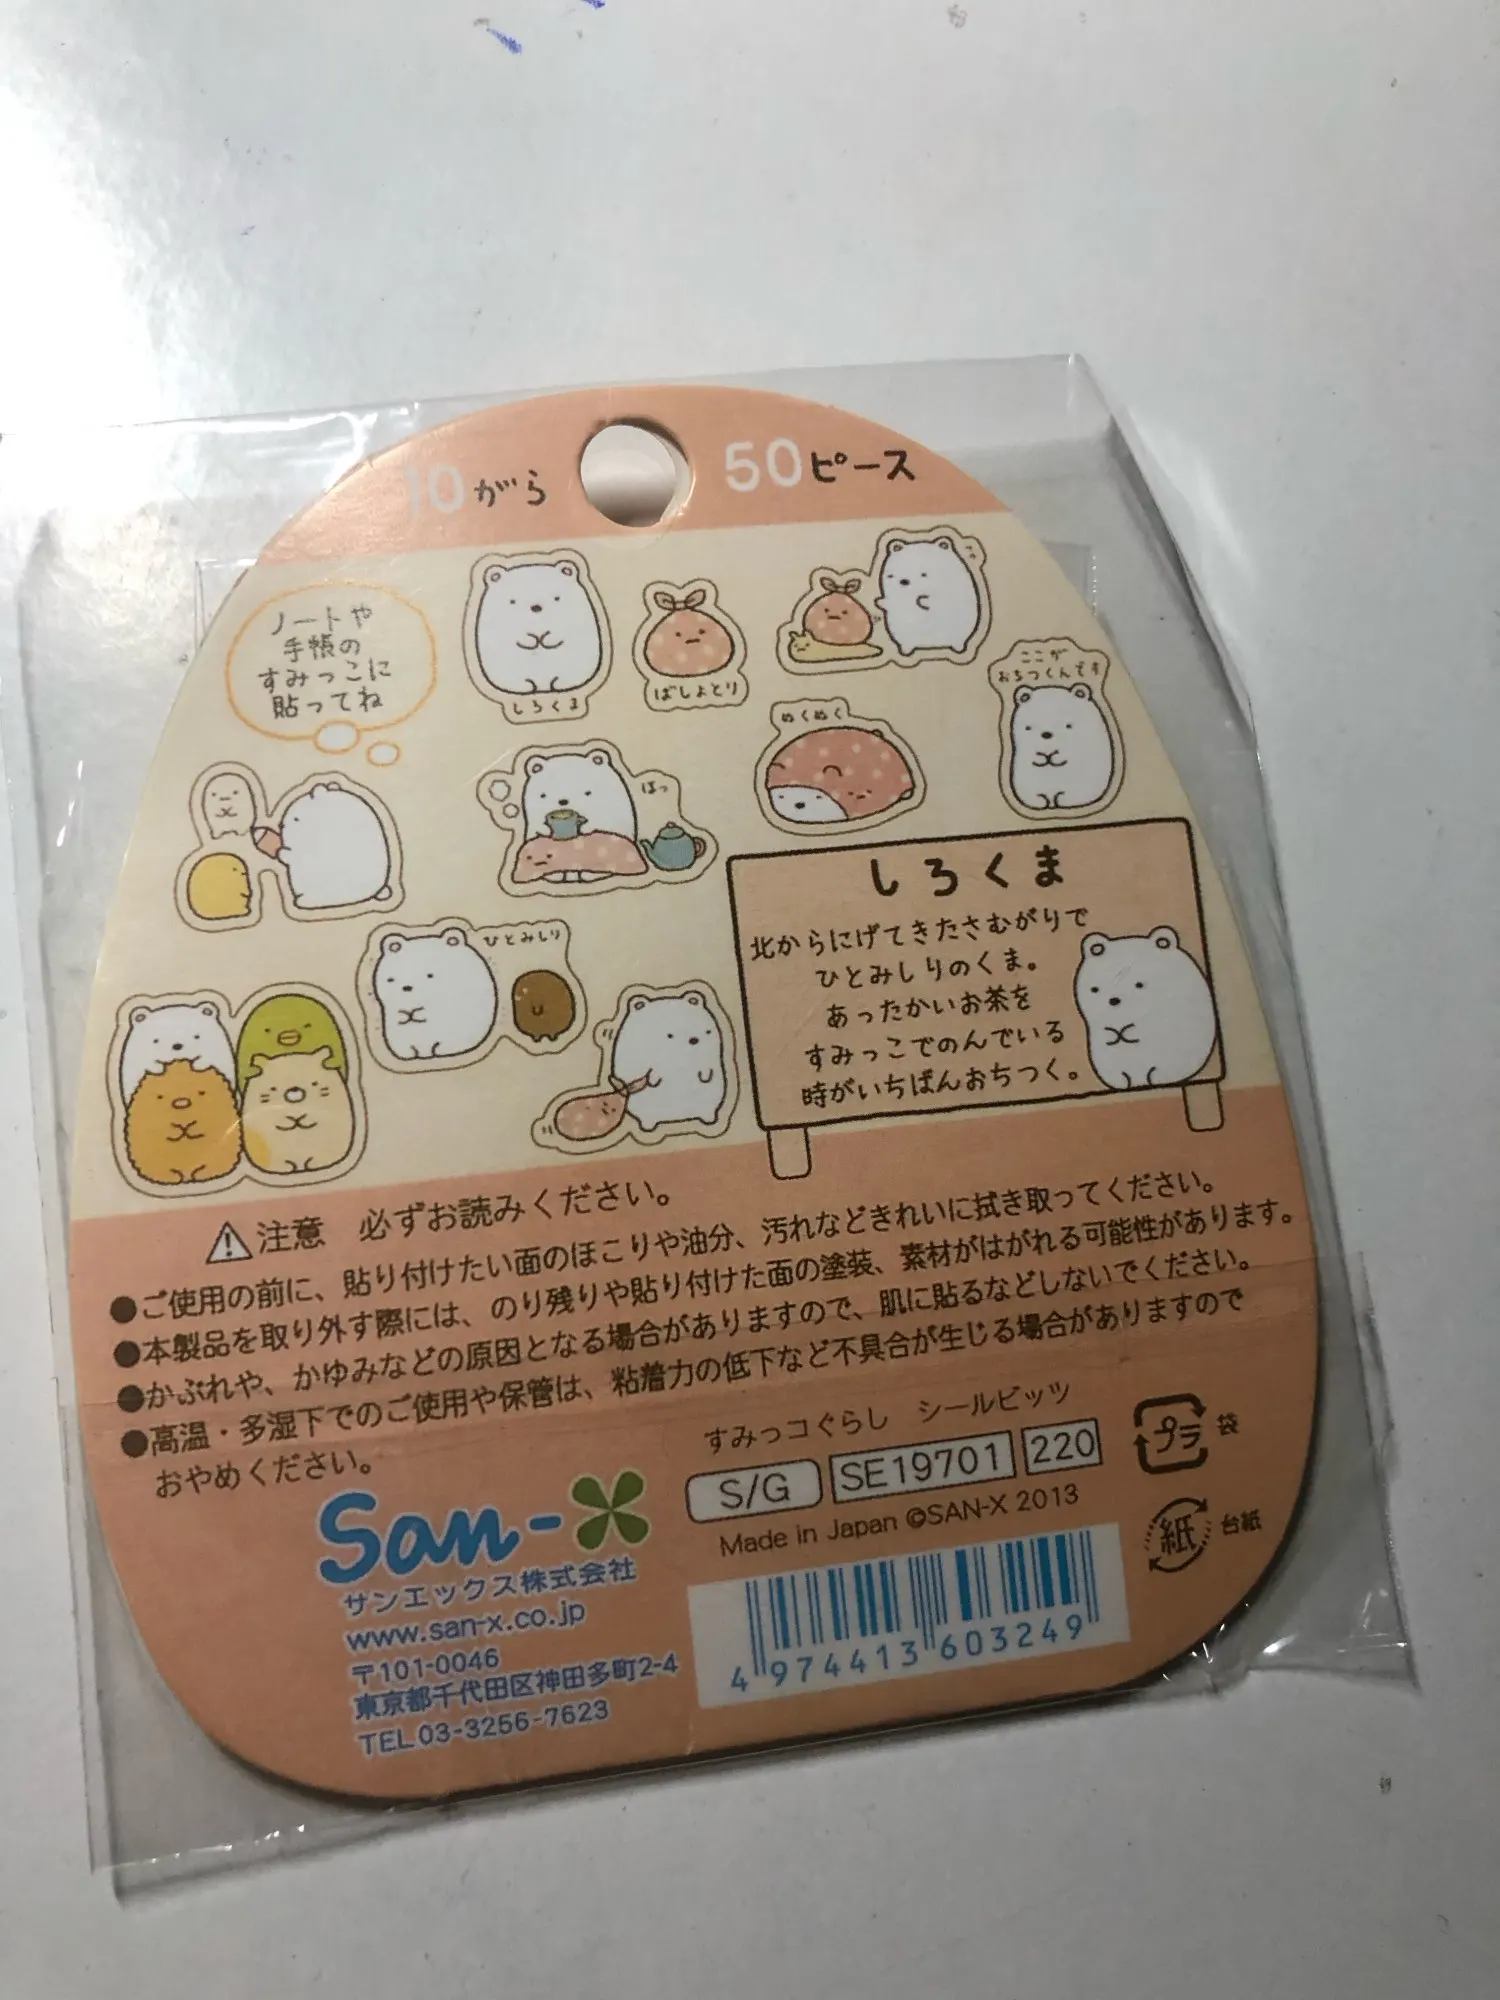 10がら 50ピース
ノートや
手帳の
すみっこに
貼ってね
しろくま
ばしょとり
ぬくぬく
ここが
おちつくんです
ほっ
ひとみしり
しろくま
北からにげてきたさむがりで
ひとみしりのくま。
あったかいお茶を
すみっこでのんでいる
時がいちばんおちつく。
注意 必ずお読みください。
●ご使用の前に、貼り付けたい面のほこりや油分、汚れなどきれいに拭き取ってください。
●本製品を取り外す際には、のり残りや貼り付けた面の塗装、素材がはがれる可能性があります。
●かぶれや、かゆみなどの原因となる場合がありますので、肌に貼るなどしないでください。
●高温・多湿下でのご使用や保管は、粘着力の低下など不具合が生じる場合がありますので
おやめください。
すみっコぐらし シールビッツ
S/G SE19701 220
Made in Japan ©SAN-X 2013
プラ 袋
紙 台紙
San-X
サンエックス株式会社
www.san-x.co.jp
〒101-0046
東京都千代田区神田多町2-4
TEL 03-3256-7623
4 974413 603249